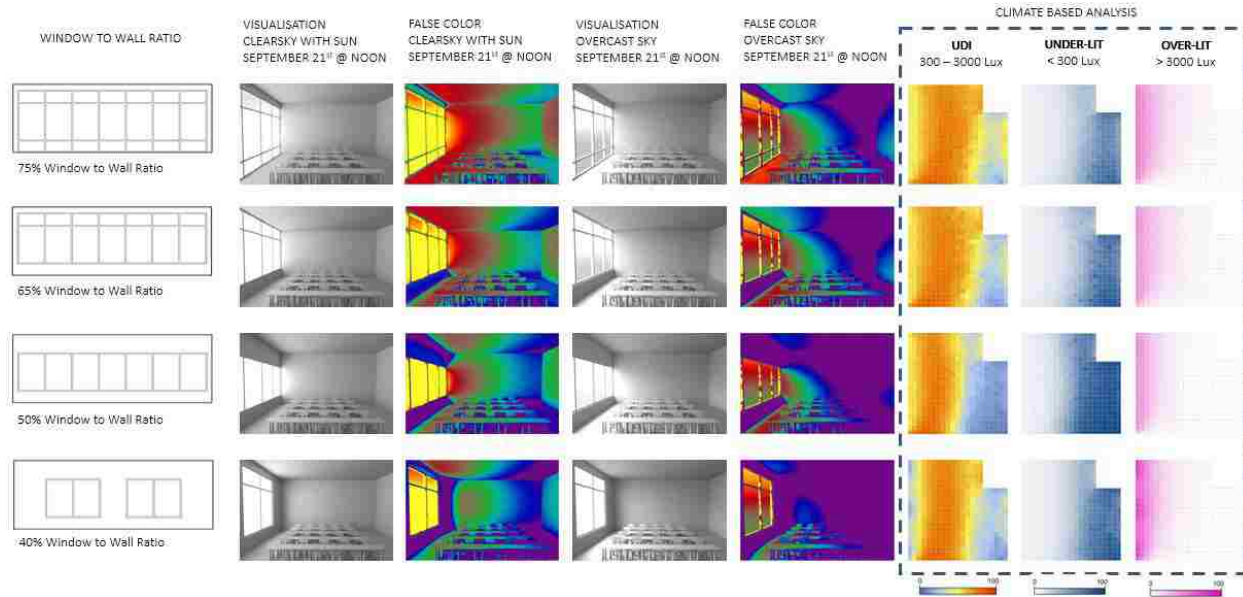 CLIMATE BASED ANALYSIS
WINDOW TO WALL RATIO
VISUALISATION
CLEARSKY WITH SUN
SEPTEMBER 21ST @ NOON
FALSE COLOR
CLEARSKY WITH SUN
SEPTEMBER 21ST @ NOON
VISUALISATION
OVERCAST SKY
SEPTEMBER 21ST @ NOON
FALSE COLOR
OVERCAST SKY
SEPTEMBER 21ST @ NOON
UDI
300 – 3000 Lux
UNDER-LIT
< 300 Lux
OVER-LIT
> 3000 Lux
75% Window to Wall Ratio
65% Window to Wall Ratio
50% Window to Wall Ratio
40% Window to Wall Ratio
0 100
0 100
0 100